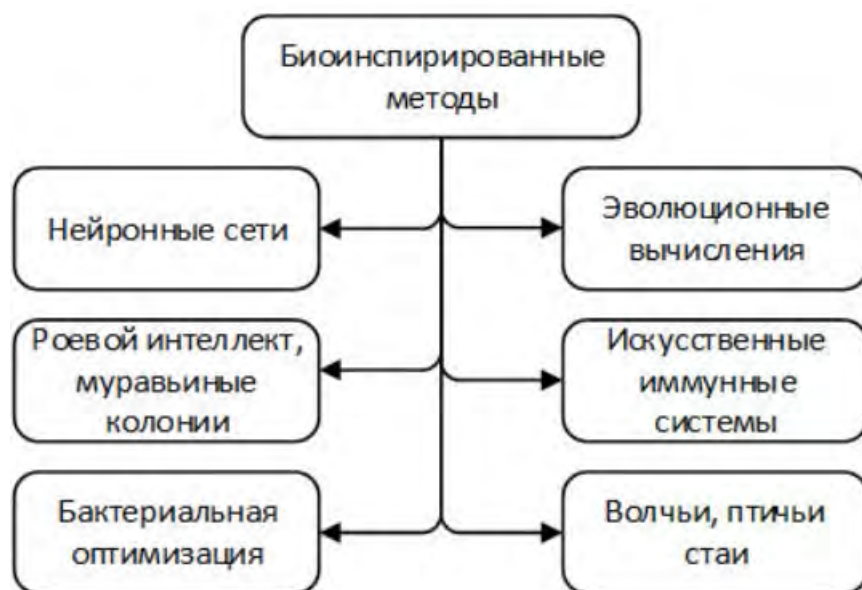 Биоинспирированные
методы
Нейронные сети
Эволюционные
вычисления
Роевой интеллект,
муравьиные
колонии
Искусственные
иммунные
системы
Бактериальная
оптимизация
Волчьи, птичьи
стаи